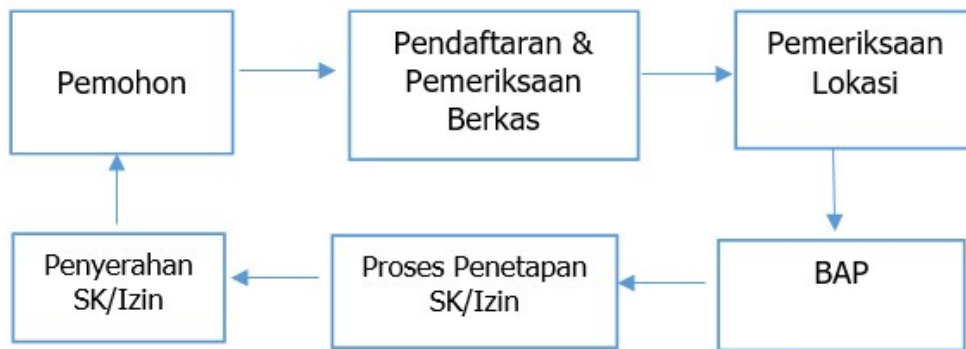 Pemohon
Pendaftaran &
Pemeriksaan
Berkas
Pemeriksaan
Lokasi
BAP
Proses Penetapan
SK/Izin
Penyerahan
SK/Izin